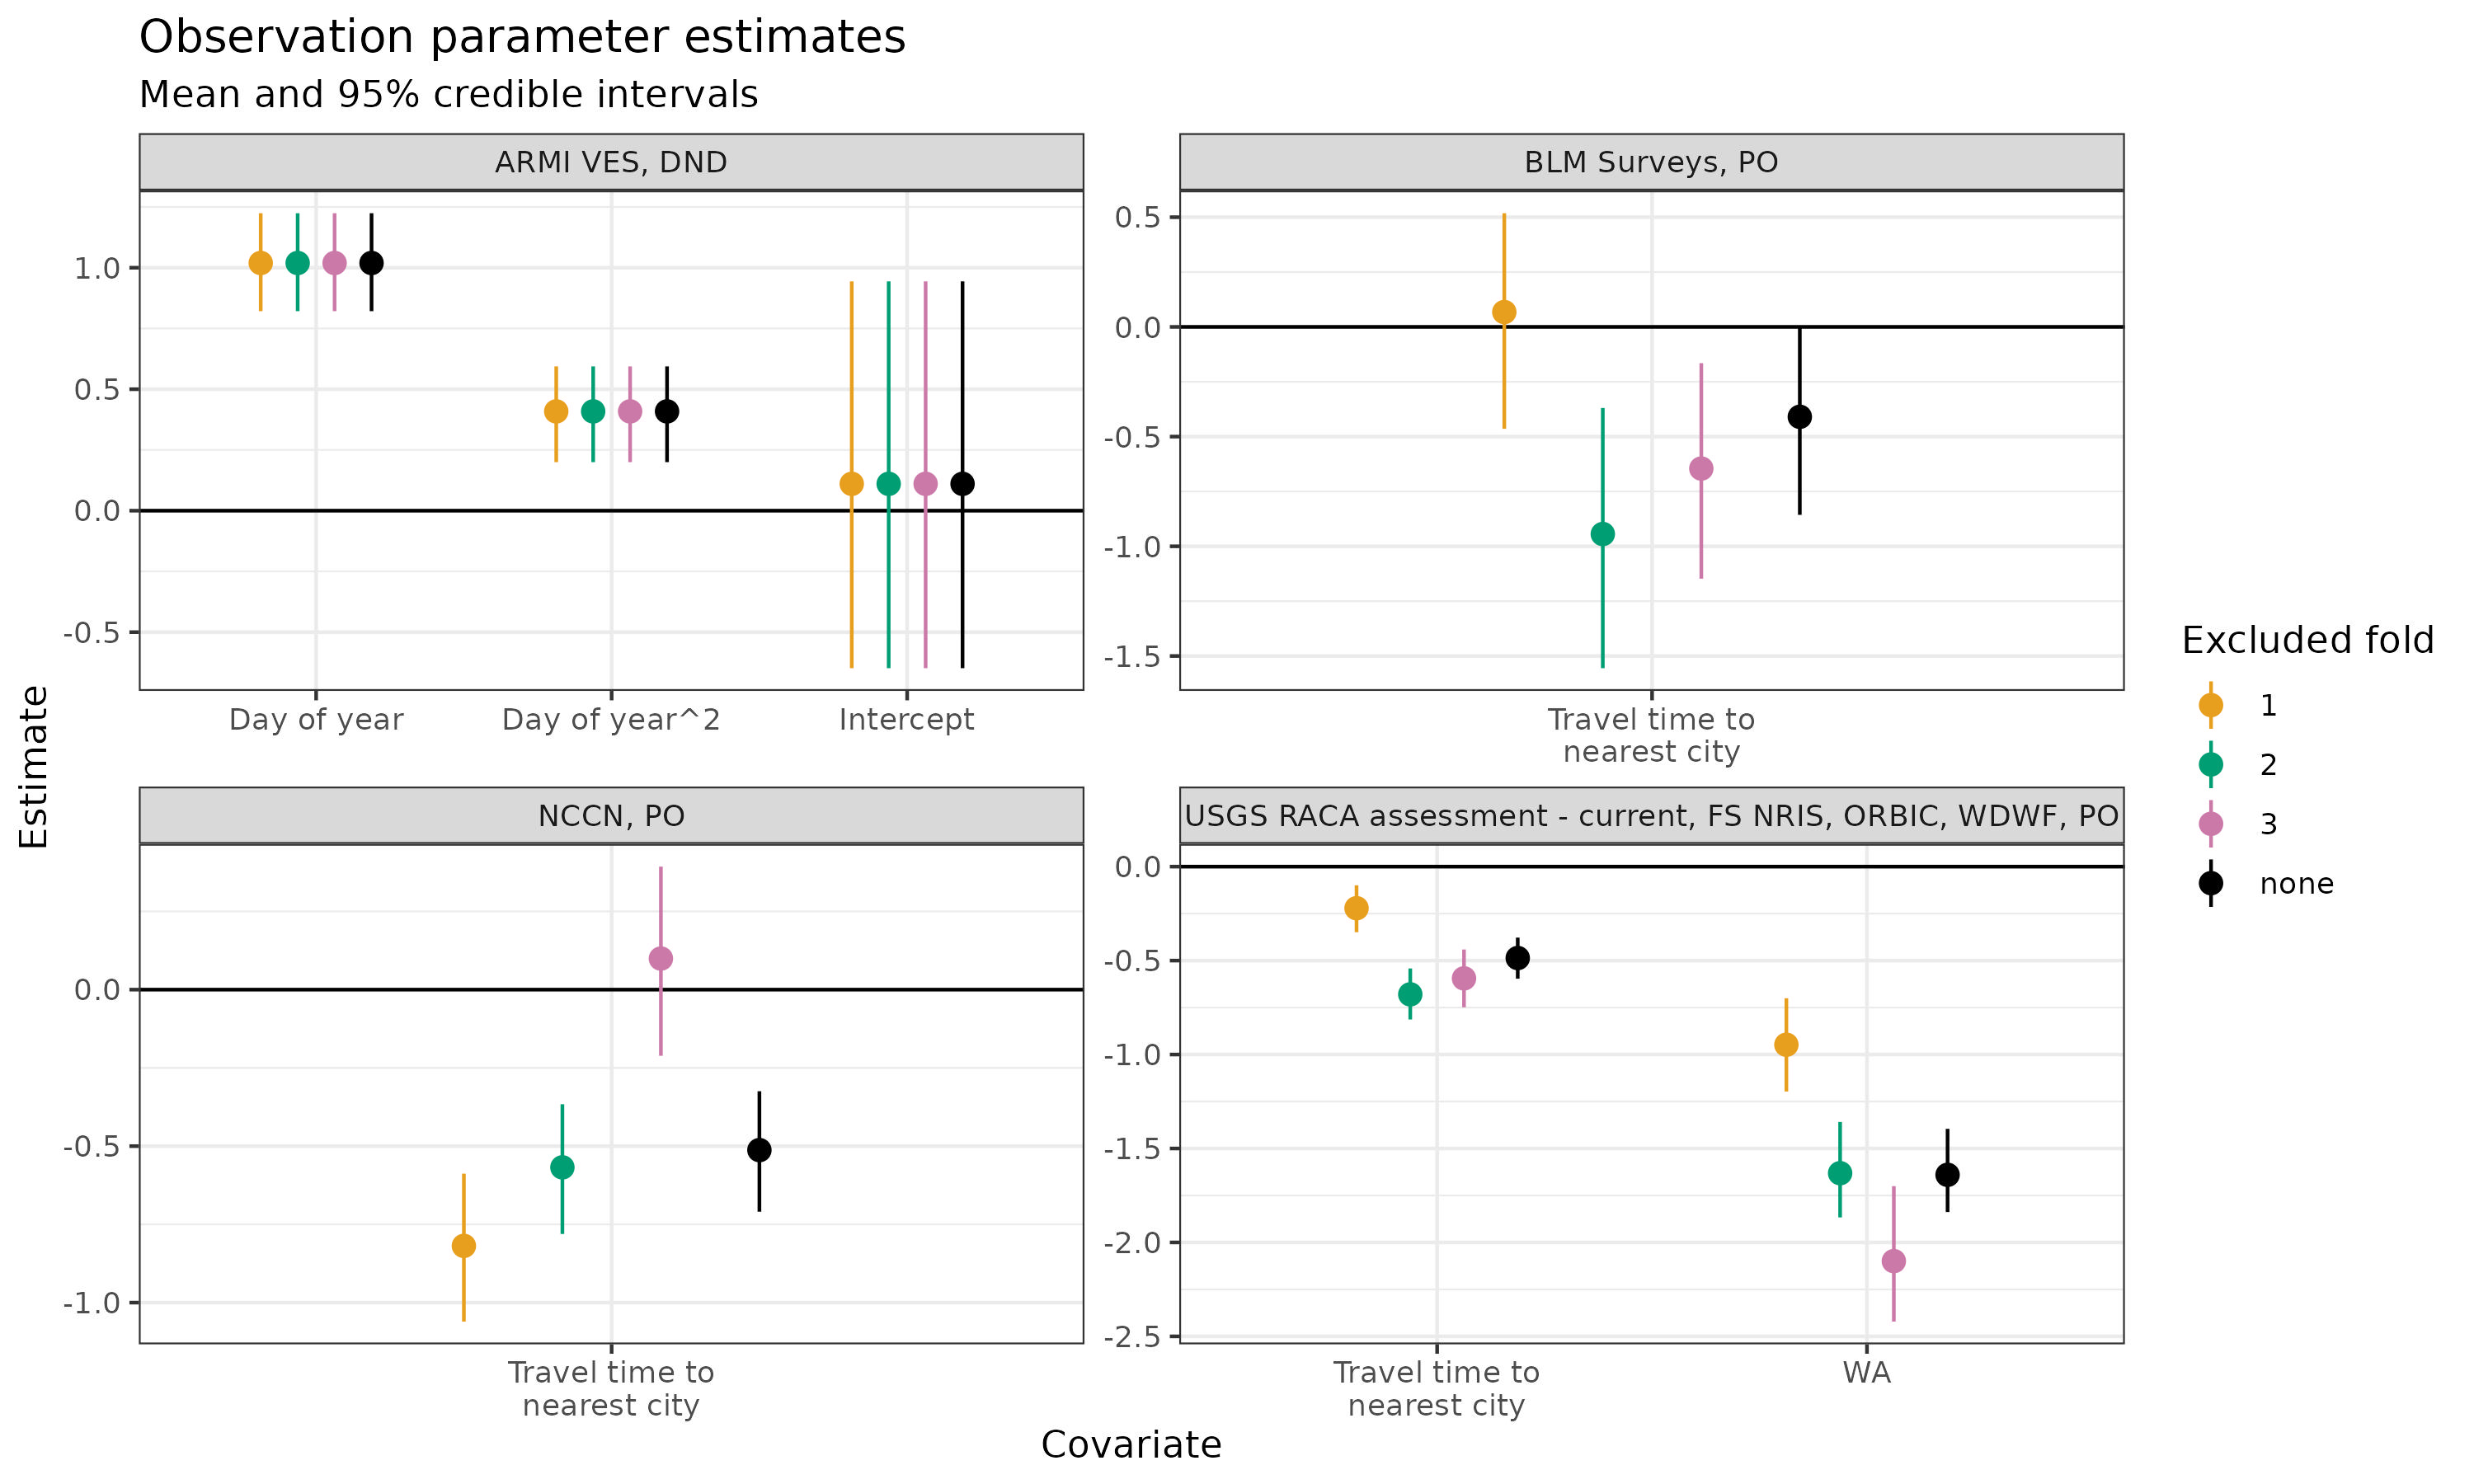 Observation parameter estimates
Mean and 95% credible intervals
ARMI VES, DND
1.0
0.5
0.0
-0.5
Day of year
Day of year^2
Intercept
BLM Surveys, PO
0.5
0.0
-0.5
-1.0
-1.5
Travel time to
nearest city
NCCN, PO
0.0
-0.5
-1.0
Travel time to
nearest city
USGS RACA assessment - current, FS NRIS, ORBIC, WDWF, PO
0.0
-0.5
-1.0
-1.5
-2.0
-2.5
Travel time to
nearest city
WA
Estimate
Covariate
Excluded fold
1
2
3
none